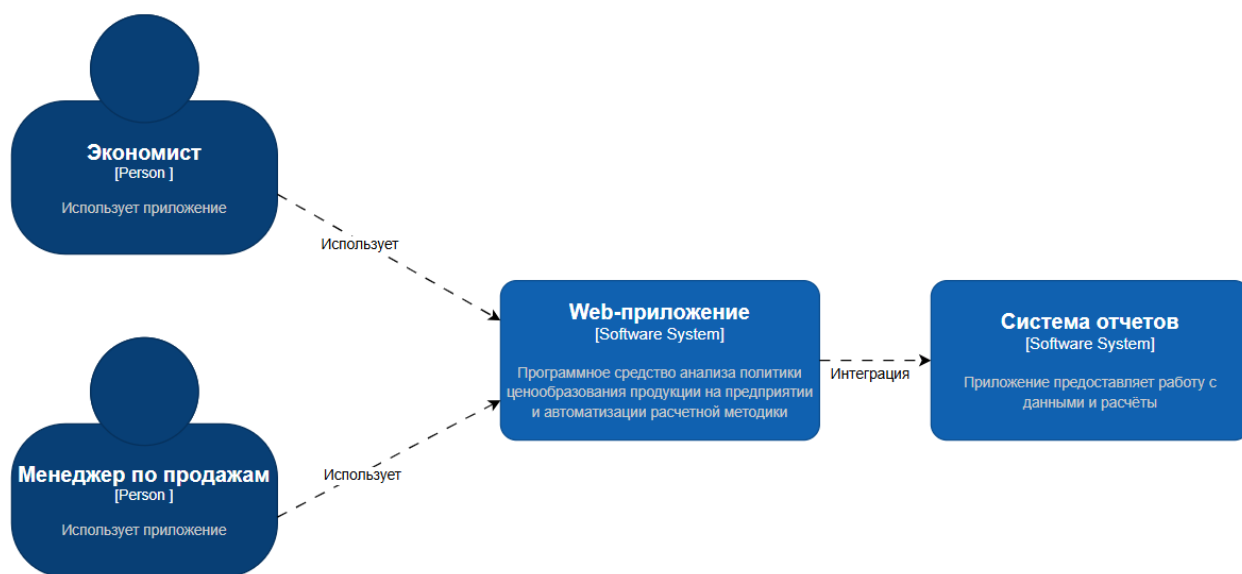 Экономист
[Person ]
Использует приложение
Использует
Web-приложение
[Software System]
Программное средство анализа политики
ценообразования продукции на предприятии
и автоматизации расчетной методики
Интеграция
Система отчетов
[Software System]
Приложение предоставляет работу с
данными и расчёты
Менеджер по продажам
[Person ]
Использует приложение
Использует